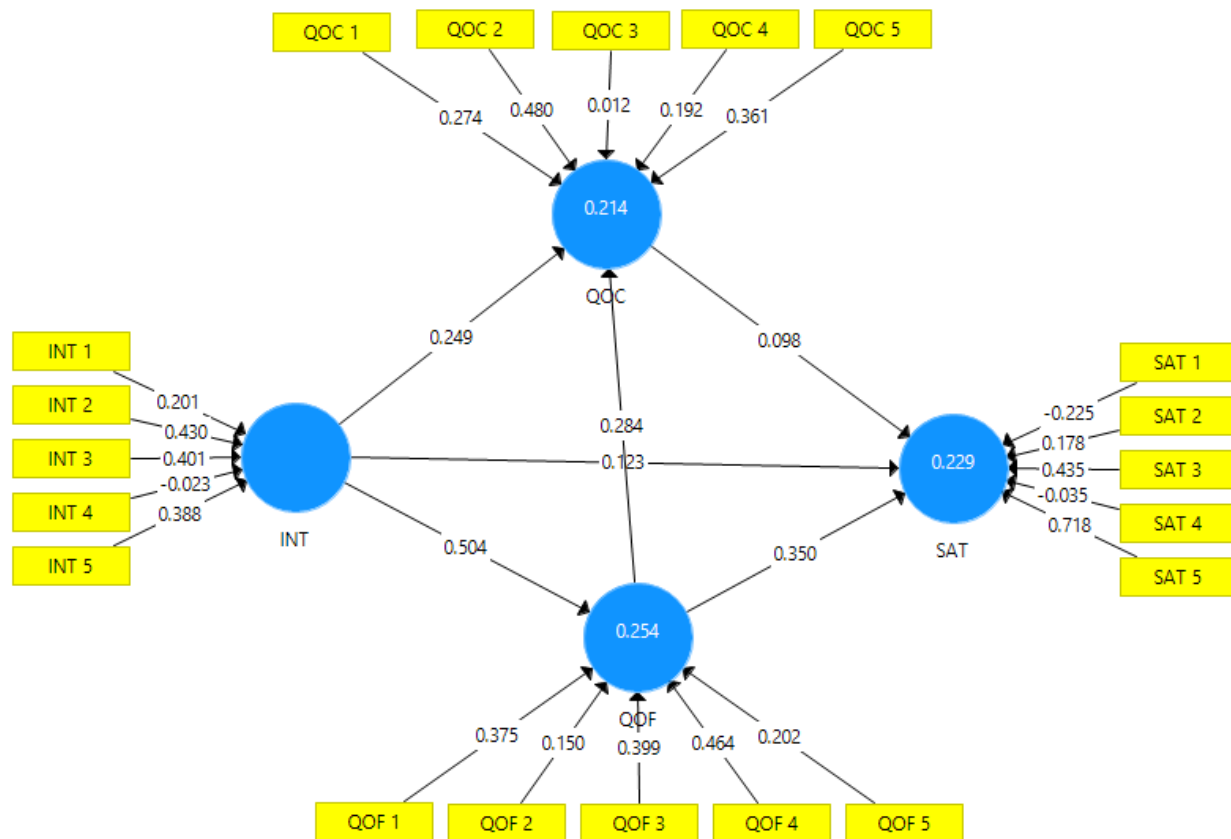 QOC 1
QOC 2
QOC 3
QOC 4
QOC 5
0.274
0.480
0.012
0.192
0.361
0.214
QOC
0.249
0.098
INT 1
INT 2
INT 3
INT 4
INT 5
0.201
0.430
0.401
-0.023
0.388
INT
0.284
0.123
0.504
0.350
0.229
SAT
-0.225
0.178
0.435
-0.035
0.718
SAT 1
SAT 2
SAT 3
SAT 4
SAT 5
0.254
QOF
0.375
0.150
0.399
0.464
0.202
QOF 1
QOF 2
QOF 3
QOF 4
QOF 5